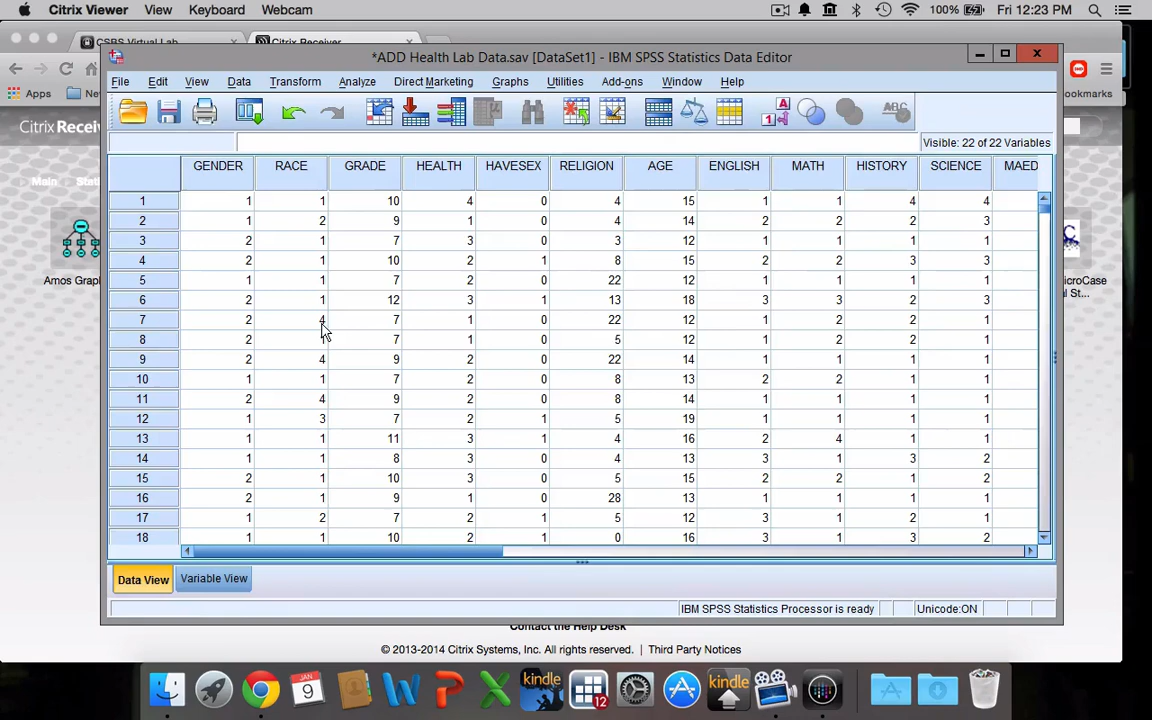 Citrix Viewer View Keyboard Webcam 100% Fri 12:23 PM
CSBS Virtual Lab Citrix Receiver
*ADD Health Lab Data.sav [DataSet1] - IBM SPSS Statistics Data Editor
Apps
File Edit View Data Transform Analyze Direct Marketing Graphs Utilities Add-ons Window Help
Visible: 22 of 22 Variables
GENDER RACE GRADE HEALTH HAVESEX RELIGION AGE ENGLISH MATH HISTORY SCIENCE MAED
1 1 1 10 4 0 4 15 1 1 4 4
2 1 2 9 1 0 4 14 2 2 2 3
3 2 1 7 3 0 3 12 1 1 1 1
4 2 1 10 2 1 8 15 2 2 3 3
5 1 1 7 2 0 22 12 1 1 1 1
6 2 1 12 3 1 13 18 3 3 2 3
7 2 4 7 1 0 22 12 1 2 2 1
8 2 7 1 0 5 12 1 2 2 1
9 2 4 9 2 0 22 14 1 1 1 1
10 1 1 7 2 0 8 13 2 2 1 1
11 2 4 9 2 0 8 14 1 1 1 1
12 1 3 7 2 1 5 19 1 1 1 1
13 1 1 11 3 1 4 16 2 4 1 1
14 1 1 8 3 0 4 13 3 1 3 2
15 2 1 10 3 0 5 15 2 2 1 2
16 2 1 9 1 0 28 13 1 1 1 1
17 1 2 7 2 1 5 12 3 1 2 1
18 1 1 10 2 1 0 16 3 1 3 2
Data View Variable View
IBM SPSS Statistics Processor is ready Unicode:ON
Citrix Receiver
Main
Amos Graph
Contact the Help Desk
© 2013-2014 Citrix Systems, Inc. All rights reserved. | Third Party Notices
JAN
9
kindle
12
kindle